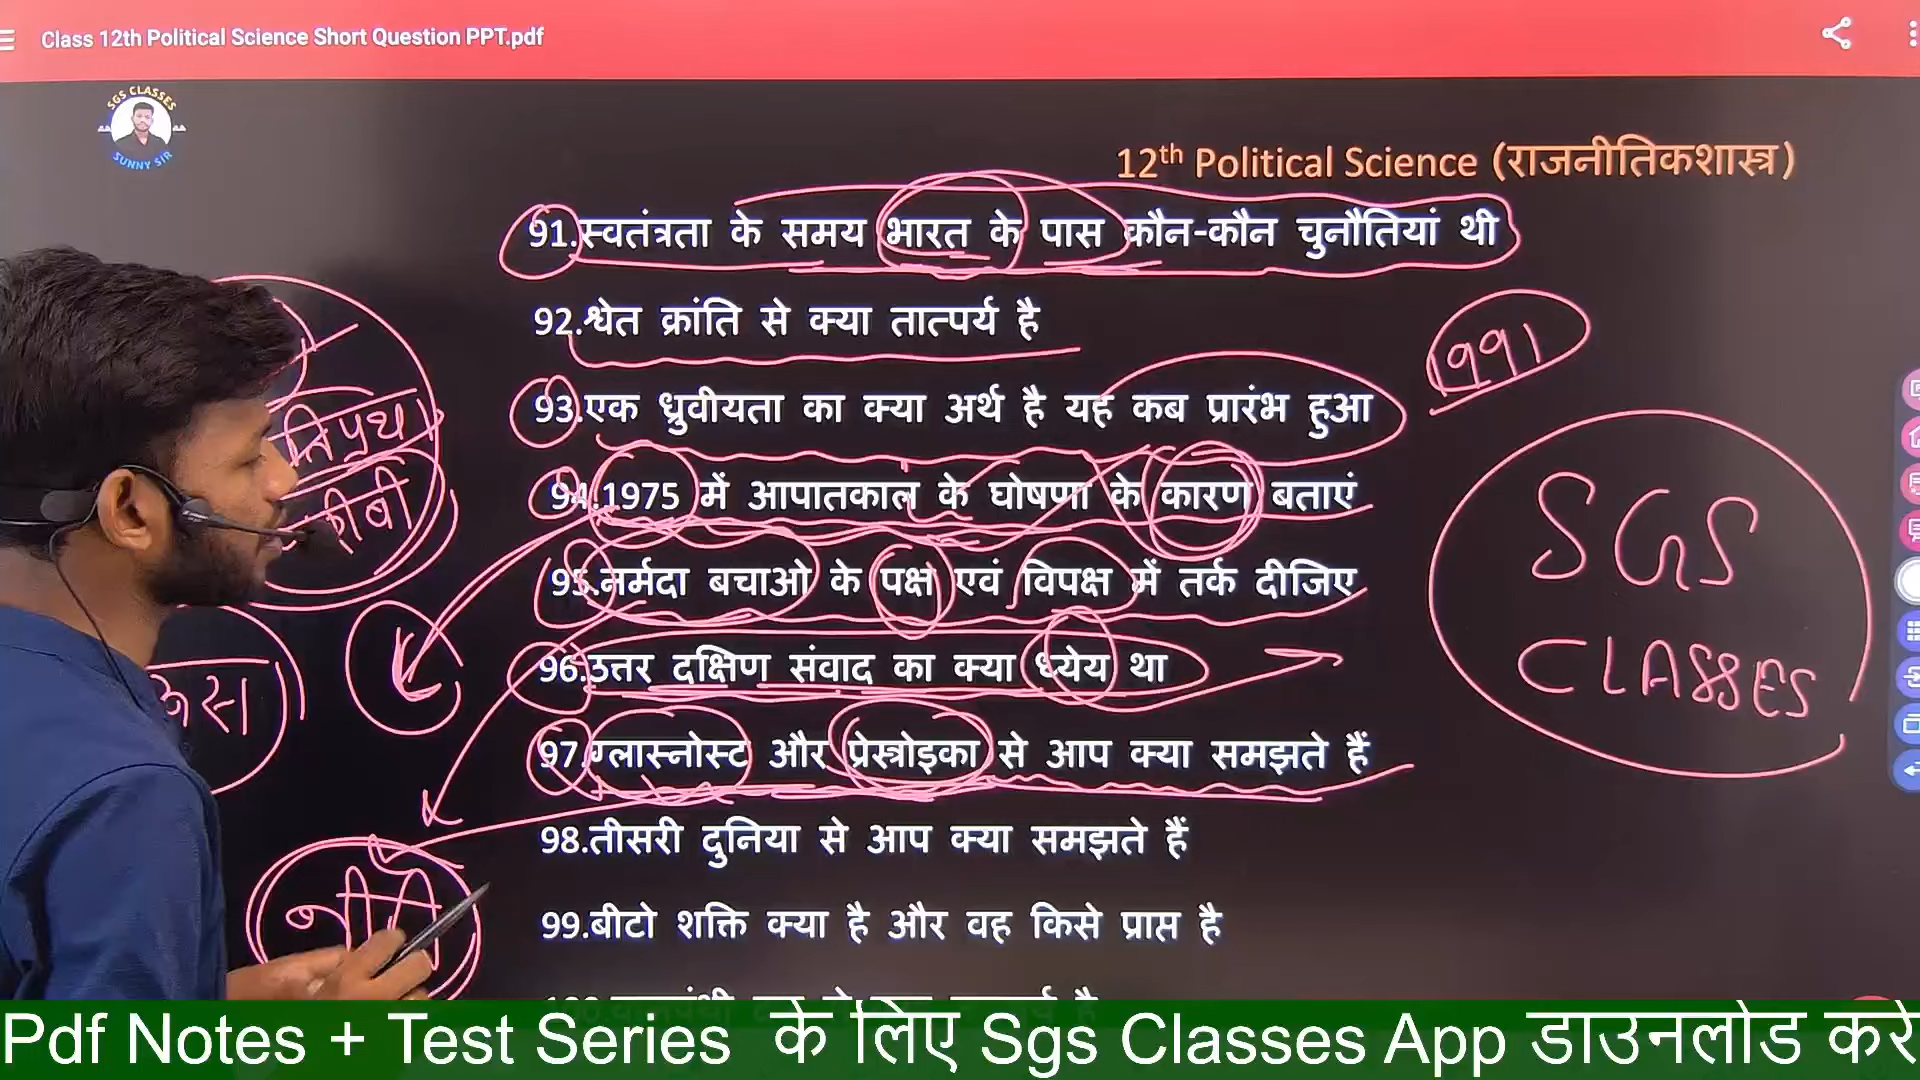 Class 12th Political Science Short Question PPT.pdf
SGS CLASSES
SUNNY SIR
12th Political Science (राजनीतिकशास्त्र)
91.स्वतंत्रता के समय भारत के पास कौन-कौन चुनौतियां थी
92.श्वेत क्रांति से क्या तात्पर्य है
1991
93.एक ध्रुवीयता का क्या अर्थ है यह कब प्रारंभ हुआ
94.1975 में आपातकाल के घोषणा के कारण बताएं
95.नर्मदा बचाओ के पक्ष एवं विपक्ष में तर्क दीजिए
96.उत्तर दक्षिण संवाद का क्या ध्येय था
97.ग्लास्नोस्ट और प्रेस्त्रोइका से आप क्या समझते हैं
98.तीसरी दुनिया से आप क्या समझते हैं
99.बीटो शक्ति क्या है और वह किसे प्राप्त है
SGS
CLASSES
Pdf Notes + Test Series के लिए Sgs Classes App डाउनलोड करे